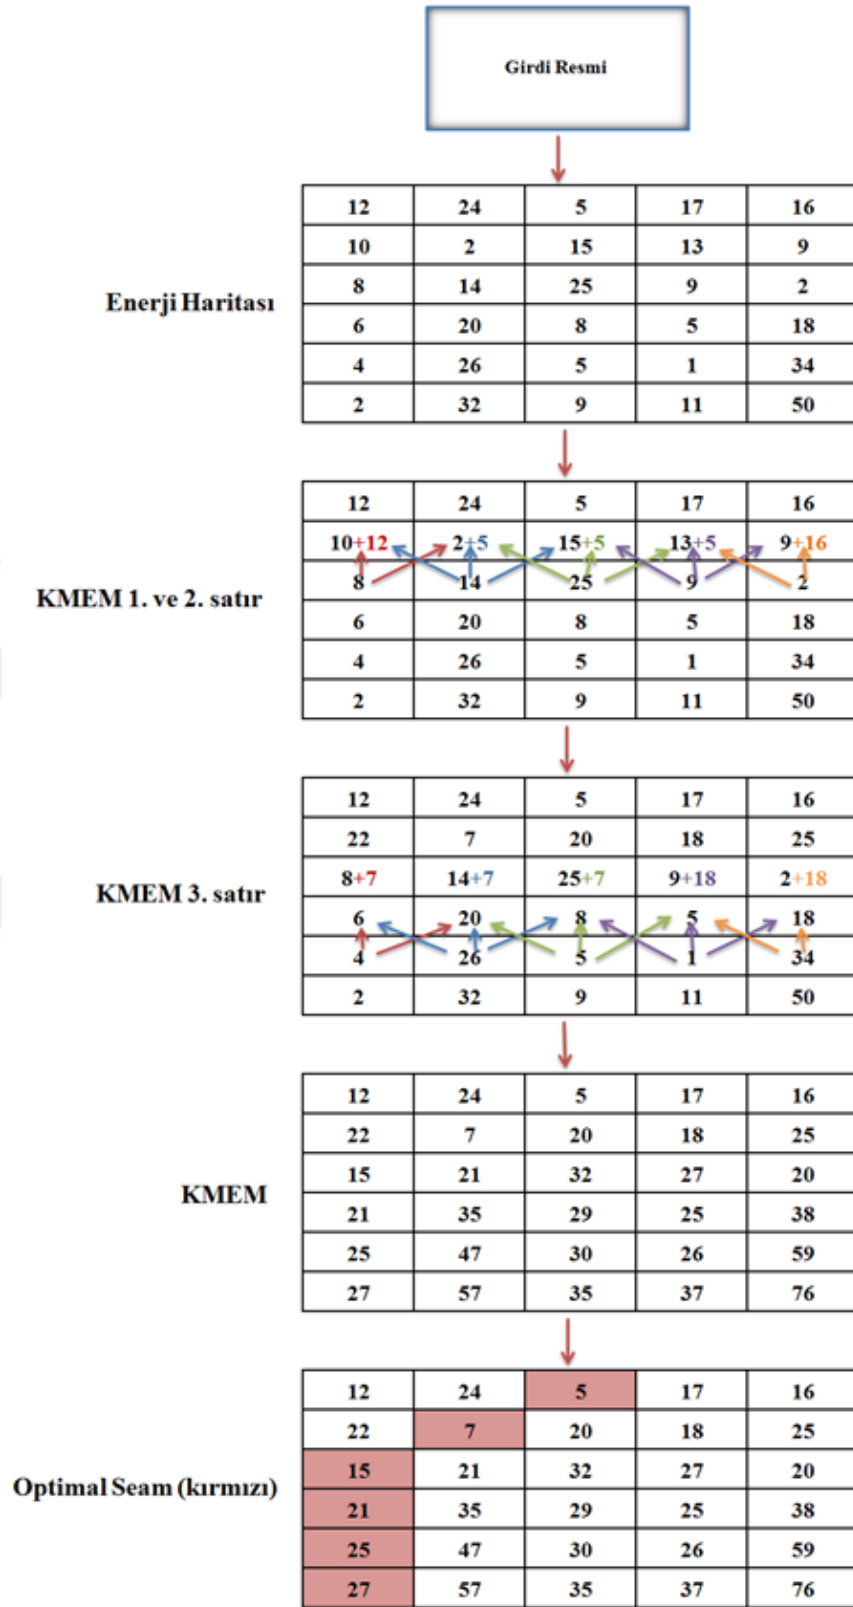 Girdi Resmi
12 24 5 17 16
10 2 15 13 9
8 14 25 9 2
Enerji Haritası
6 20 8 5 18
4 26 5 1 34
2 32 9 11 50
12 24 5 17 16
10+12 2+5 15+5 13+5 9+16
8 14 25 9 2
KMEM 1. ve 2. satır
6 20 8 5 18
4 26 5 1 34
2 32 9 11 50
12 24 5 17 16
22 7 20 18 25
KMEM 3. satır
8+7 14+7 25+7 9+18 2+18
6 20 8 5 18
4 26 5 1 34
2 32 9 11 50
12 24 5 17 16
22 7 20 18 25
15 21 32 27 20
KMEM
21 35 29 25 38
25 47 30 26 59
27 57 35 37 76
12 24 5 17 16
22 7 20 18 25
15 21 32 27 20
Optimal Seam (kırmızı)
21 35 29 25 38
25 47 30 26 59
27 57 35 37 76